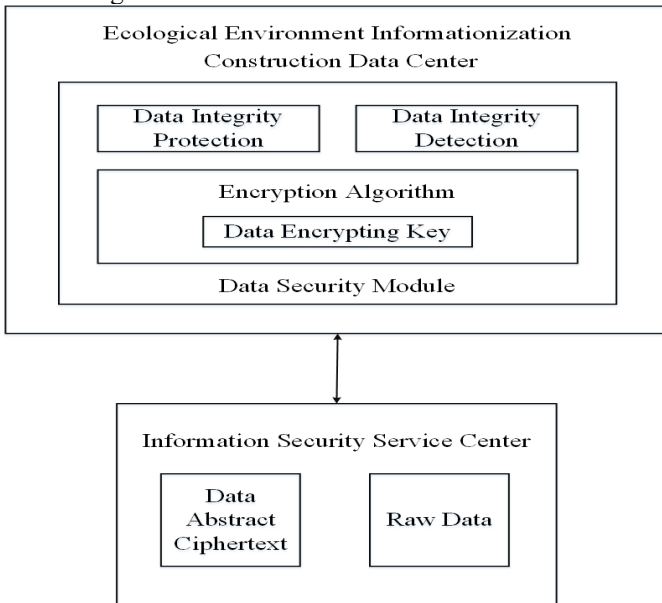 Ecological Environment Informationization
Construction Data Center
Data Integrity
Protection
Data Integrity
Detection
Encryption Algorithm
Data Encrypting Key
Data Security Module
Information Security Service Center
Data
Abstract
Ciphertext
Raw Data